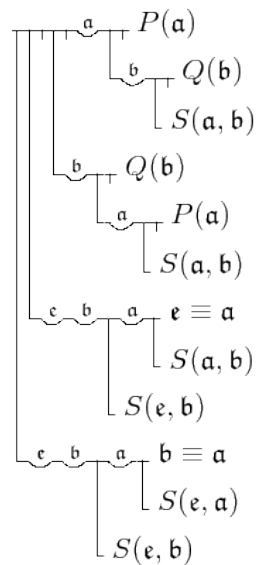 𝔞 P(𝔞)
𝔟 Q(𝔟)
S(𝔞, 𝔟)
𝔟 Q(𝔟)
𝔞 P(𝔞)
S(𝔞, 𝔟)
𝔢 𝔟 𝔞 𝔢 ≡ 𝔞
S(𝔞, 𝔟)
S(𝔢, 𝔟)
𝔢 𝔟 𝔞 𝔟 ≡ 𝔞
S(𝔢, 𝔞)
S(𝔢, 𝔟)